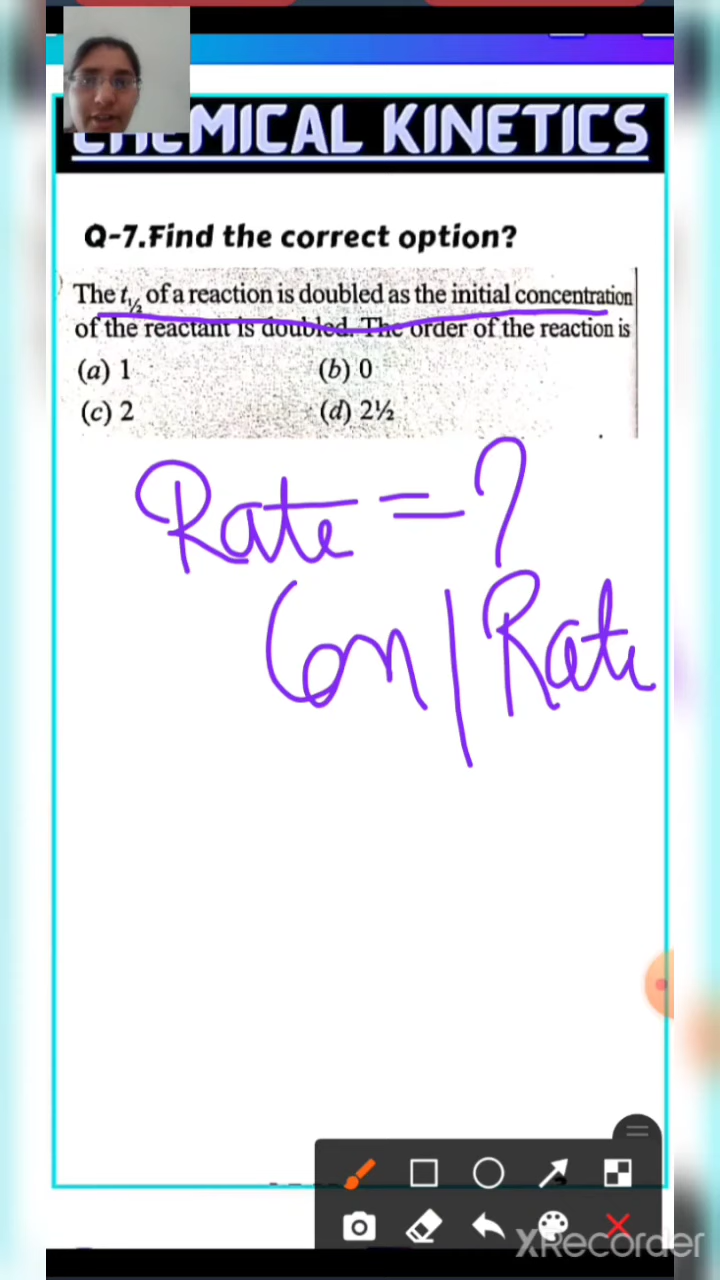 CHEMICAL KINETICS
Q-7.Find the correct option?
The t½ of a reaction is doubled as the initial concentration
of the reactant is doubled. The order of the reaction is
(a) 1 (b) 0
(c) 2 (d) 2½
Rate = ?
Con | Rate
XRecorder